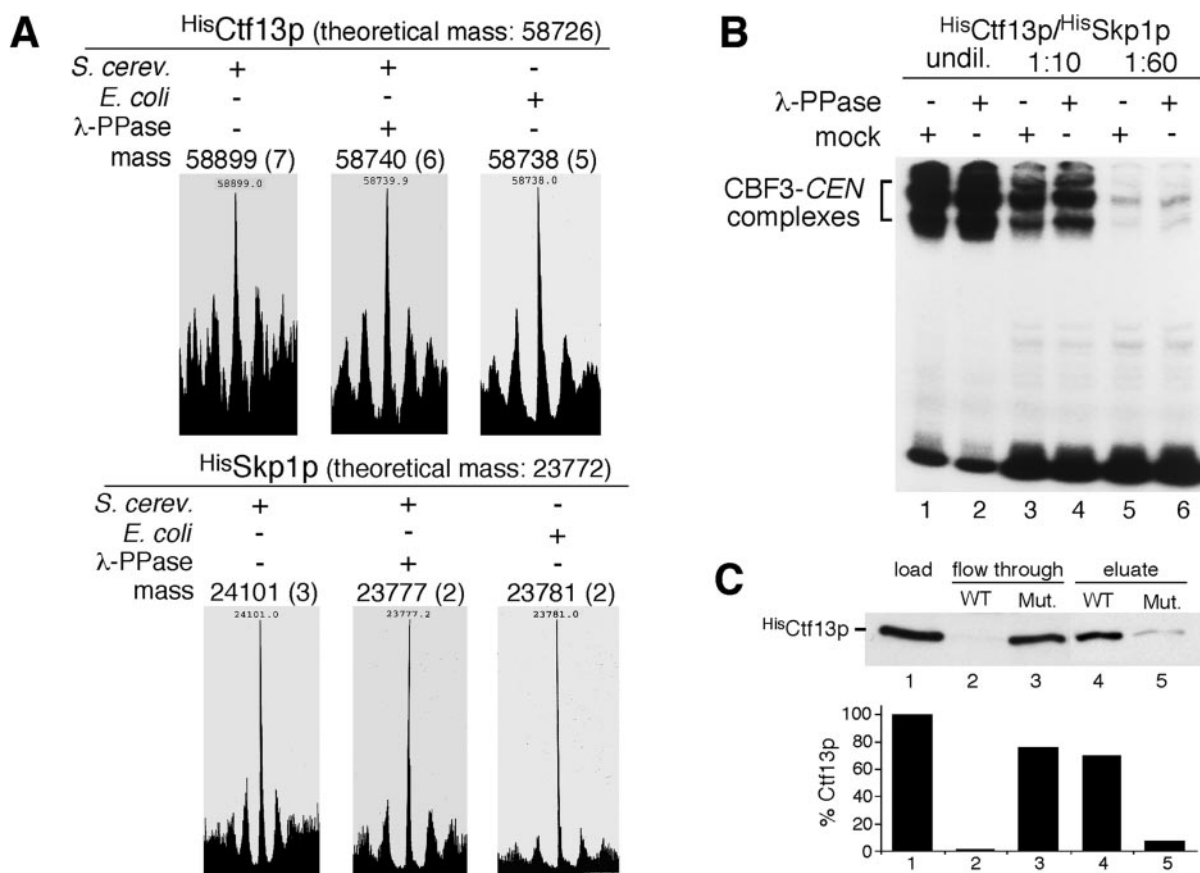 A
HisCtf13p (theoretical mass: 58726)
S. cerev. + + -
E. coli - - +
λ-PPase - + -
mass 58899 (7) 58740 (6) 58738 (5)
58899.0 58739.9 58738.0
HisSkp1p (theoretical mass: 23772)
S. cerev. + + -
E. coli - - +
λ-PPase - + -
mass 24101 (3) 23777 (2) 23781 (2)
24101.0 23777.2 23781.0
B
HisCtf13p/HisSkp1p
undil. 1:10 1:60
λ-PPase - + - + - +
mock + - + - + -
CBF3-CEN
complexes
1 2 3 4 5 6
C
load flow through eluate
WT Mut. WT Mut.
HisCtf13p
1 2 3 4 5
% Ctf13p
100
80
60
40
20
0
1 2 3 4 5